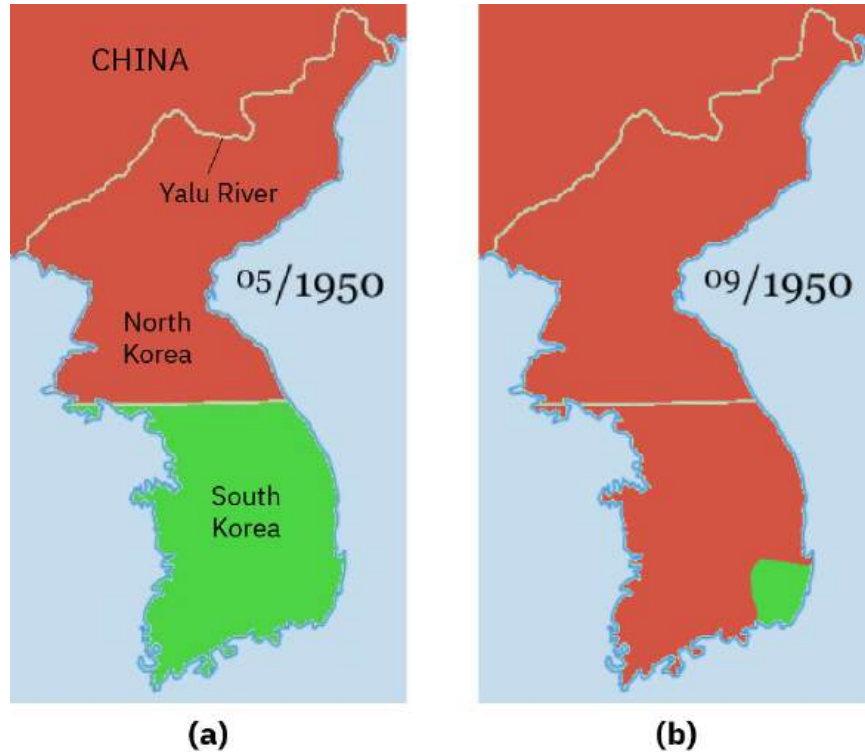 CHINA
Yalu River
05/1950
North
Korea
South
Korea
(a)
09/1950
(b)